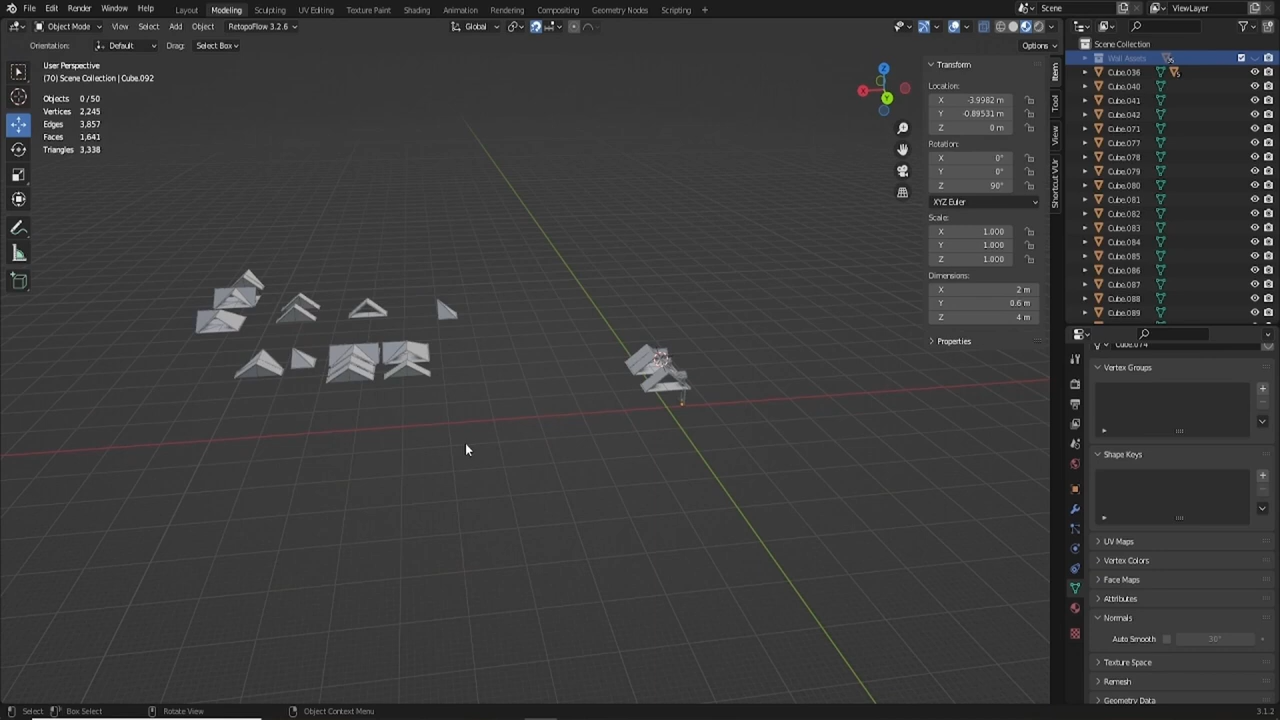 File Edit Render Window Help Layout Modeling Sculpting UV Editing Texture Paint Shading Animation Rendering Compositing Geometry Nodes Scripting + Scene ViewLayer
Object Mode View Select Add Object RetopoFlow 3.2.6 Global
Orientation: Default Drag: Select Box Options
User Perspective
(70) Scene Collection | Cube.092
Objects 0/50
Vertices 2,245
Edges 3,857
Faces 1,641
Triangles 3,338
X Y Z
Transform
Location:
X -3.9982 m
Y -0.89531 m
Z 0 m
Rotation:
X 0°
Y 0°
Z 90°
XYZ Euler
Scale:
X 1.000
Y 1.000
Z 1.000
Dimensions:
X 2 m
Y 0.6 m
Z 4 m
Properties
Item
Tool
View
Shortcut VUr
Scene Collection
Wall Assets
Cube.036
Cube.040
Cube.041
Cube.042
Cube.071
Cube.077
Cube.078
Cube.079
Cube.080
Cube.081
Cube.082
Cube.083
Cube.084
Cube.085
Cube.086
Cube.087
Cube.088
Cube.089
Cube.074
Vertex Groups
Shape Keys
UV Maps
Vertex Colors
Face Maps
Attributes
Normals
Auto Smooth 30°
Texture Space
Remesh
Geometry Data
Select Box Select Rotate View Object Context Menu 3.1.2